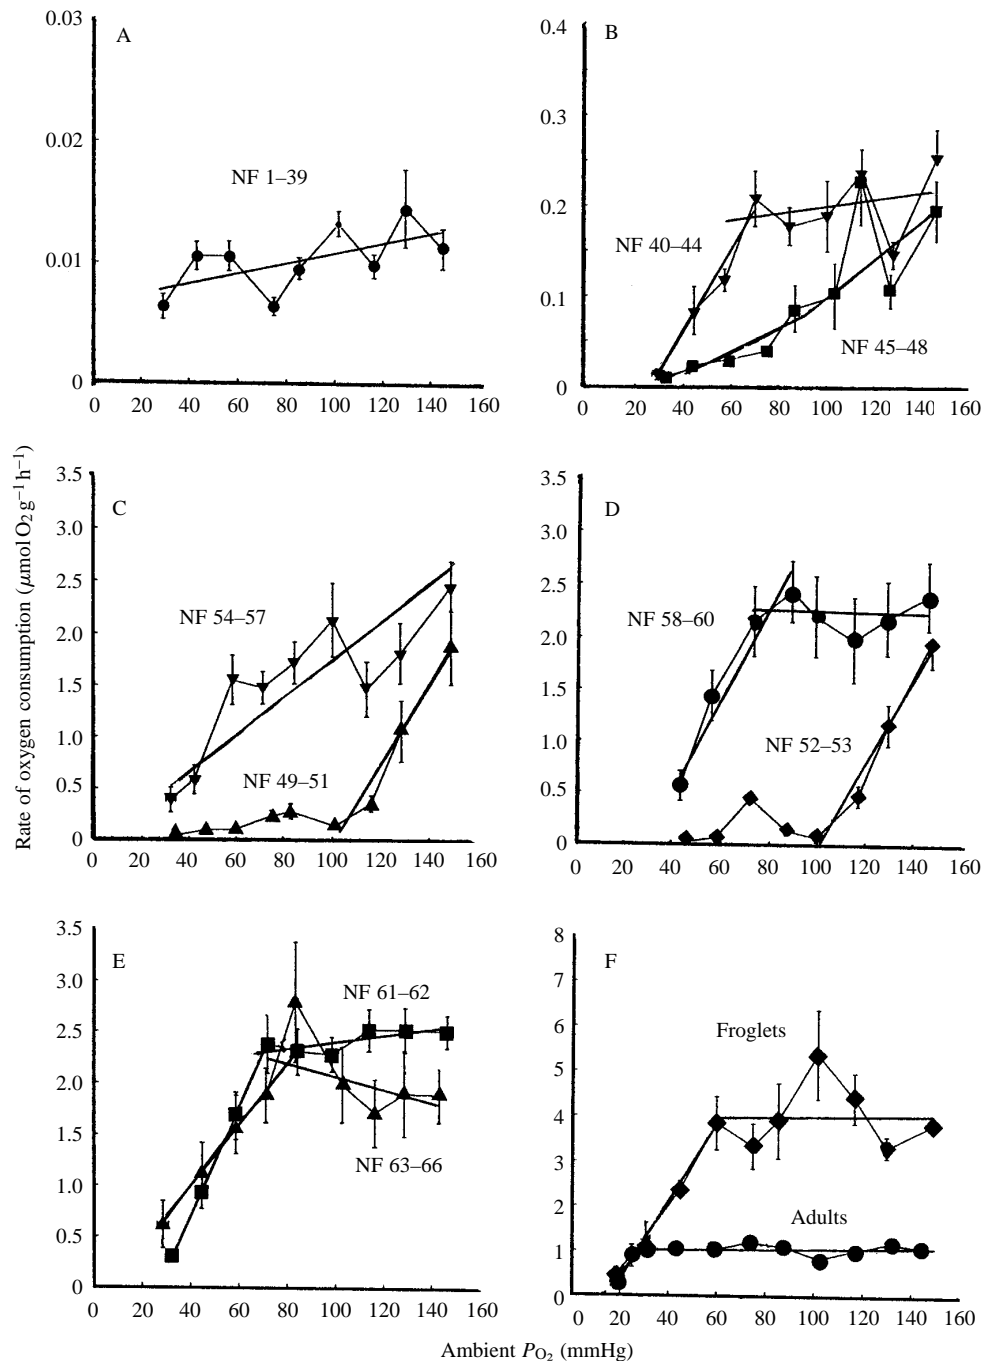 A
0.03
0.02
0.01
0
NF 1–39
0 20 40 60 80 100 120 140 160
B
0.4
0.3
0.2
0.1
0
NF 40–44
NF 45–48
0 20 40 60 80 100 120 140 160
Rate of oxygen consumption (μmol O2 g−1 h−1)
C
3.5
3.0
2.5
2.0
1.5
1.0
0.5
0
NF 54–57
NF 49–51
0 20 40 60 80 100 120 140 160
D
3.5
3.0
2.5
2.0
1.5
1.0
0.5
0
NF 58–60
NF 52–53
0 20 40 60 80 100 120 140 160
E
3.5
3.0
2.5
2.0
1.5
1.0
0.5
0
NF 61–62
NF 63–66
0 20 40 60 80 100 120 140 160
F
8
7
6
5
4
3
2
1
0
Froglets
Adults
0 20 40 60 80 100 120 140 160
Ambient PO2 (mmHg)